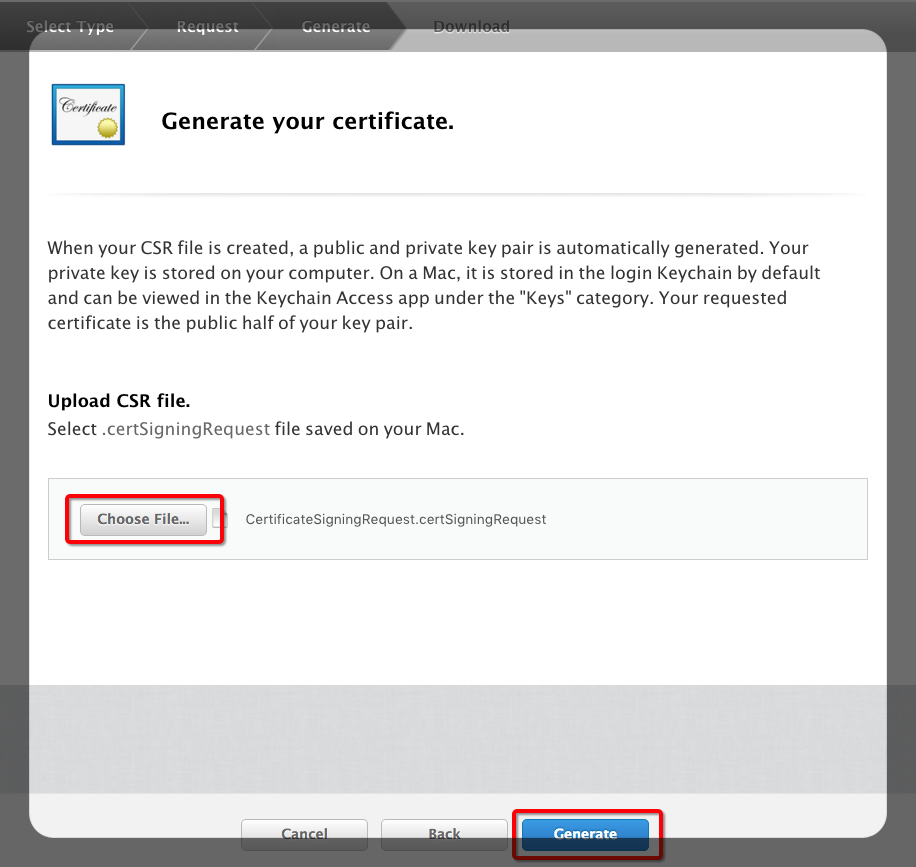 Select Type Request Generate Download
Certificate
Generate your certificate.
When your CSR file is created, a public and private key pair is automatically generated. Your
private key is stored on your computer. On a Mac, it is stored in the login Keychain by default
and can be viewed in the Keychain Access app under the "Keys" category. Your requested
certificate is the public half of your key pair.
Upload CSR file.
Select .certSigningRequest file saved on your Mac.
Choose File... CertificateSigningRequest.certSigningRequest
Cancel Back Generate